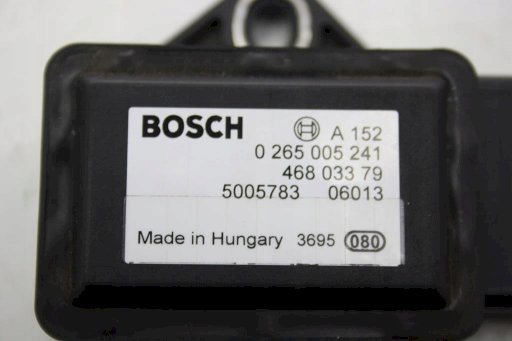 BOSCH A 152
0 265 005 241
468 033 79
5005783 06013
Made in Hungary 3695 080